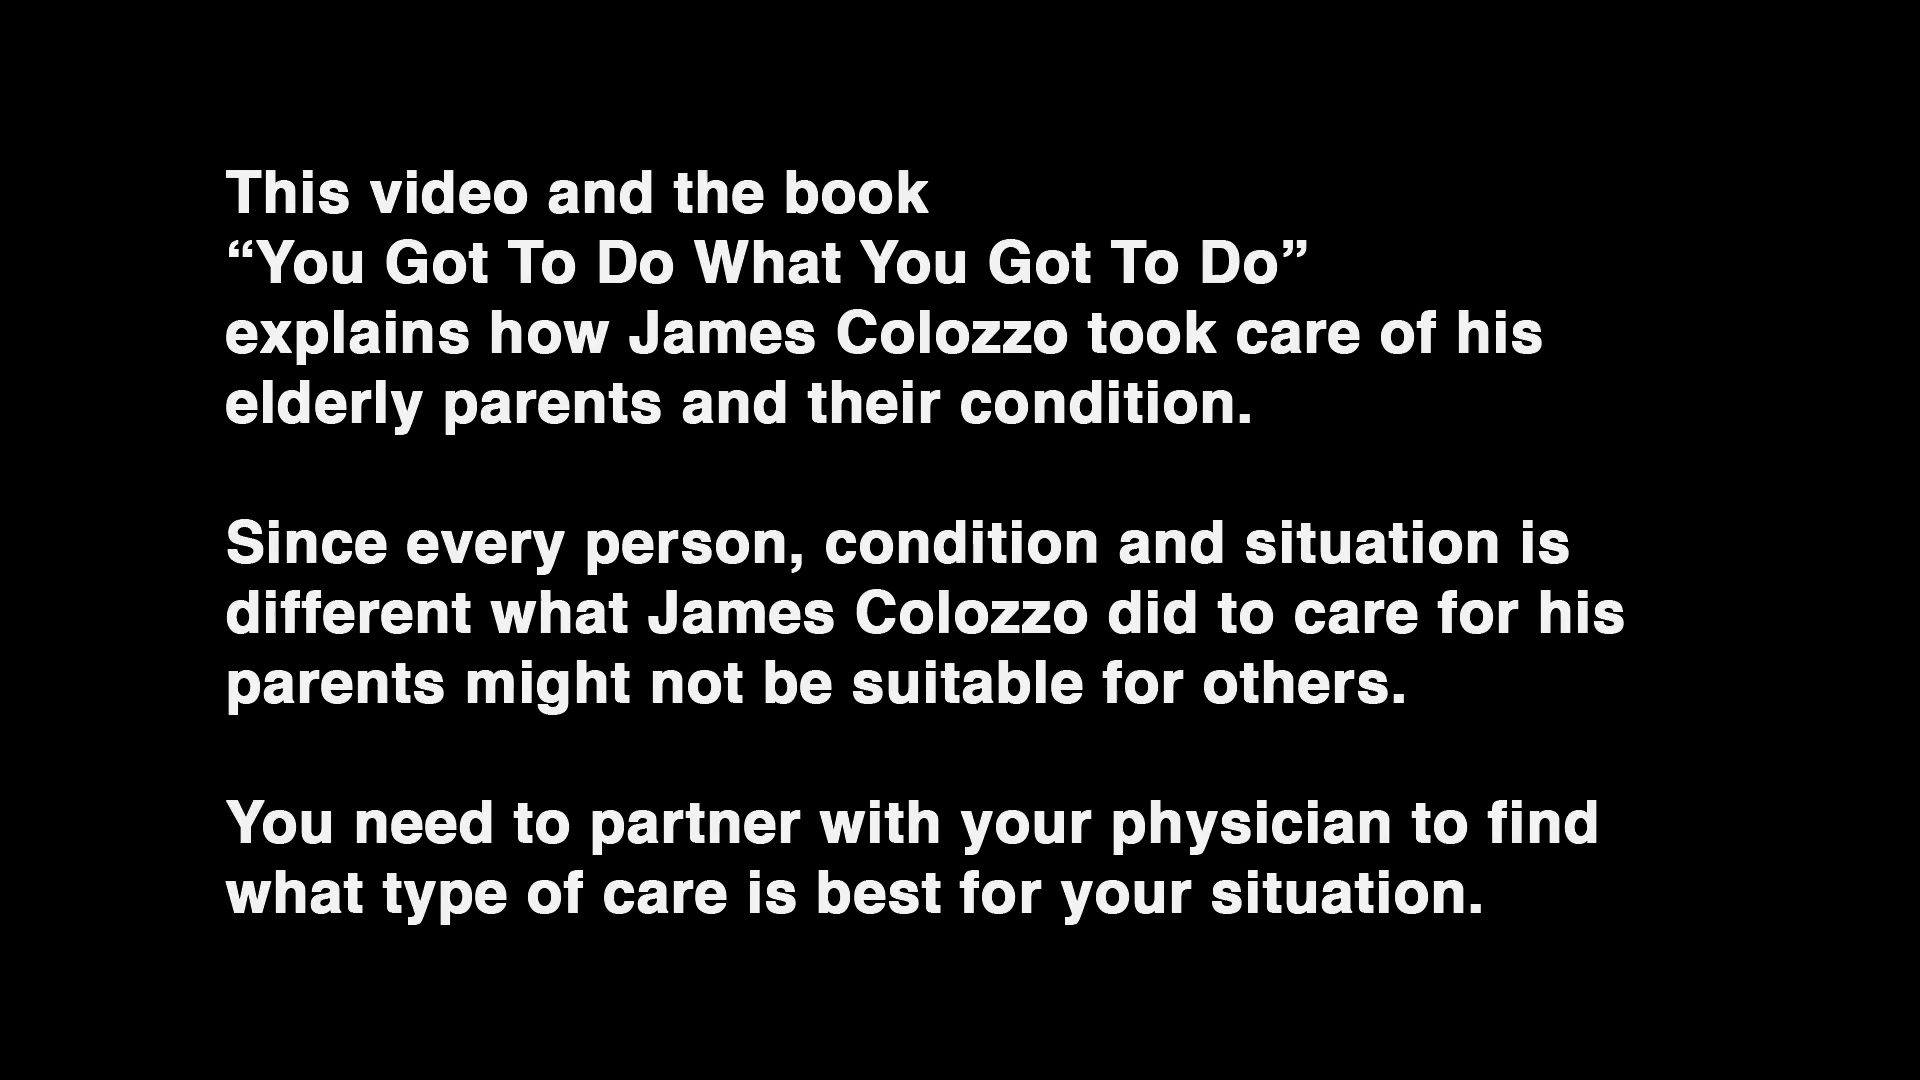 This video and the book
“You Got To Do What You Got To Do”
explains how James Colozzo took care of his
elderly parents and their condition.
Since every person, condition and situation is
different what James Colozzo did to care for his
parents might not be suitable for others.
You need to partner with your physician to find
what type of care is best for your situation.